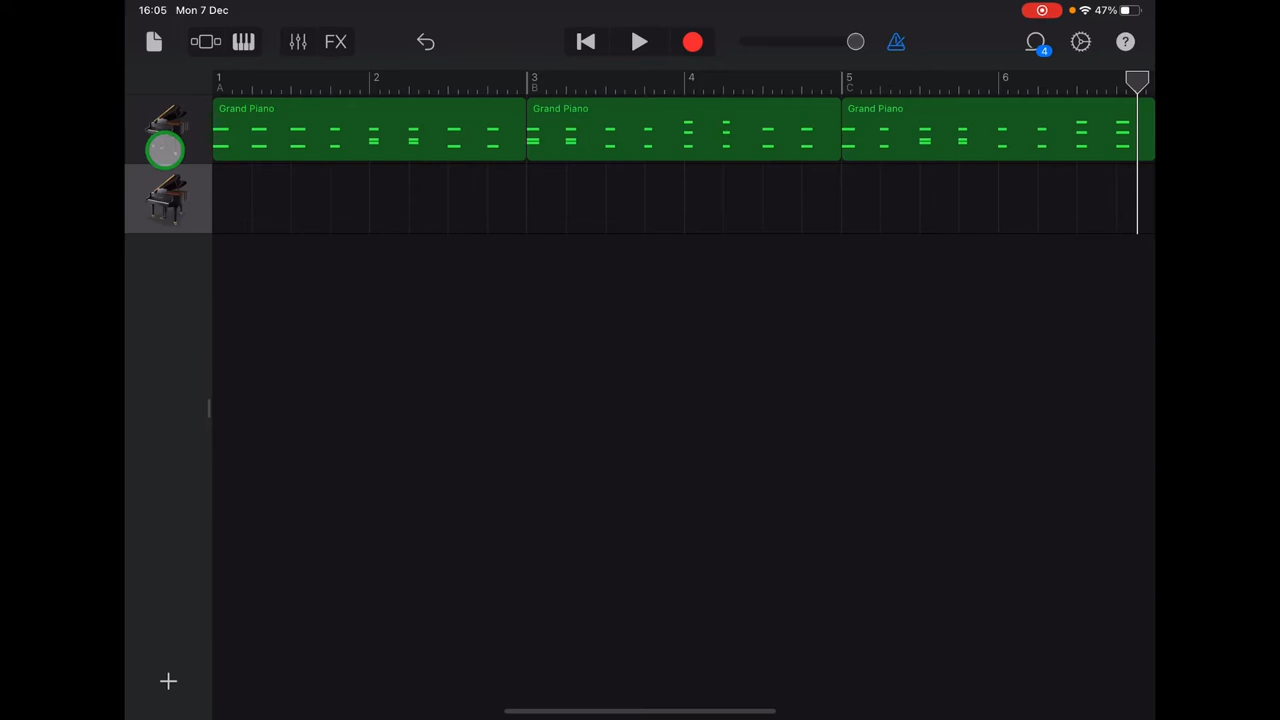 16:05 Mon 7 Dec
47%
FX
4
?
1 2 3 4 5 6
A B C
Grand Piano Grand Piano Grand Piano